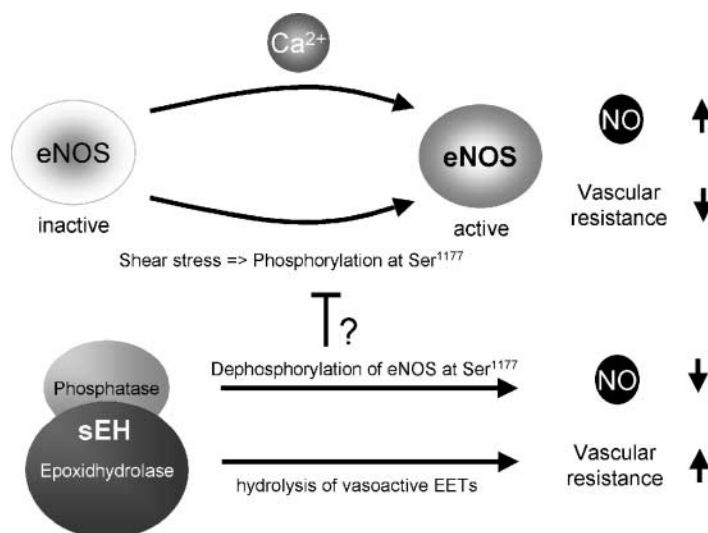 Ca²⁺
eNOS
eNOS
NO
inactive
active
Vascular
resistance
Shear stress => Phosphorylation at Ser¹¹⁷⁷
?
Phosphatase
Dephosphorylation of eNOS at Ser¹¹⁷⁷
NO
sEH
Epoxidhydrolase
Vascular
resistance
hydrolysis of vasoactive EETs